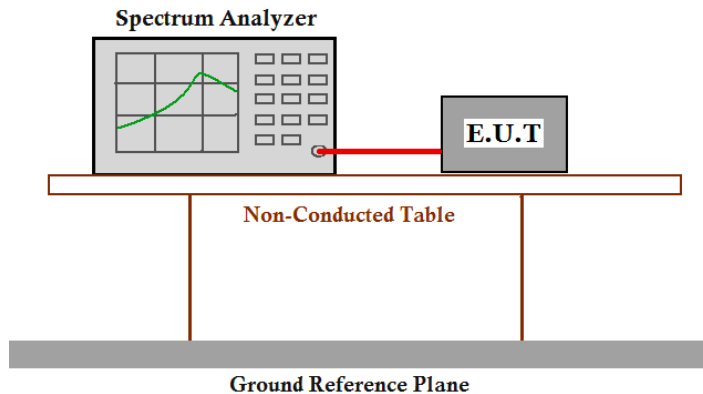 Spectrum Analyzer
E.U.T
Non-Conducted Table
Ground Reference Plane